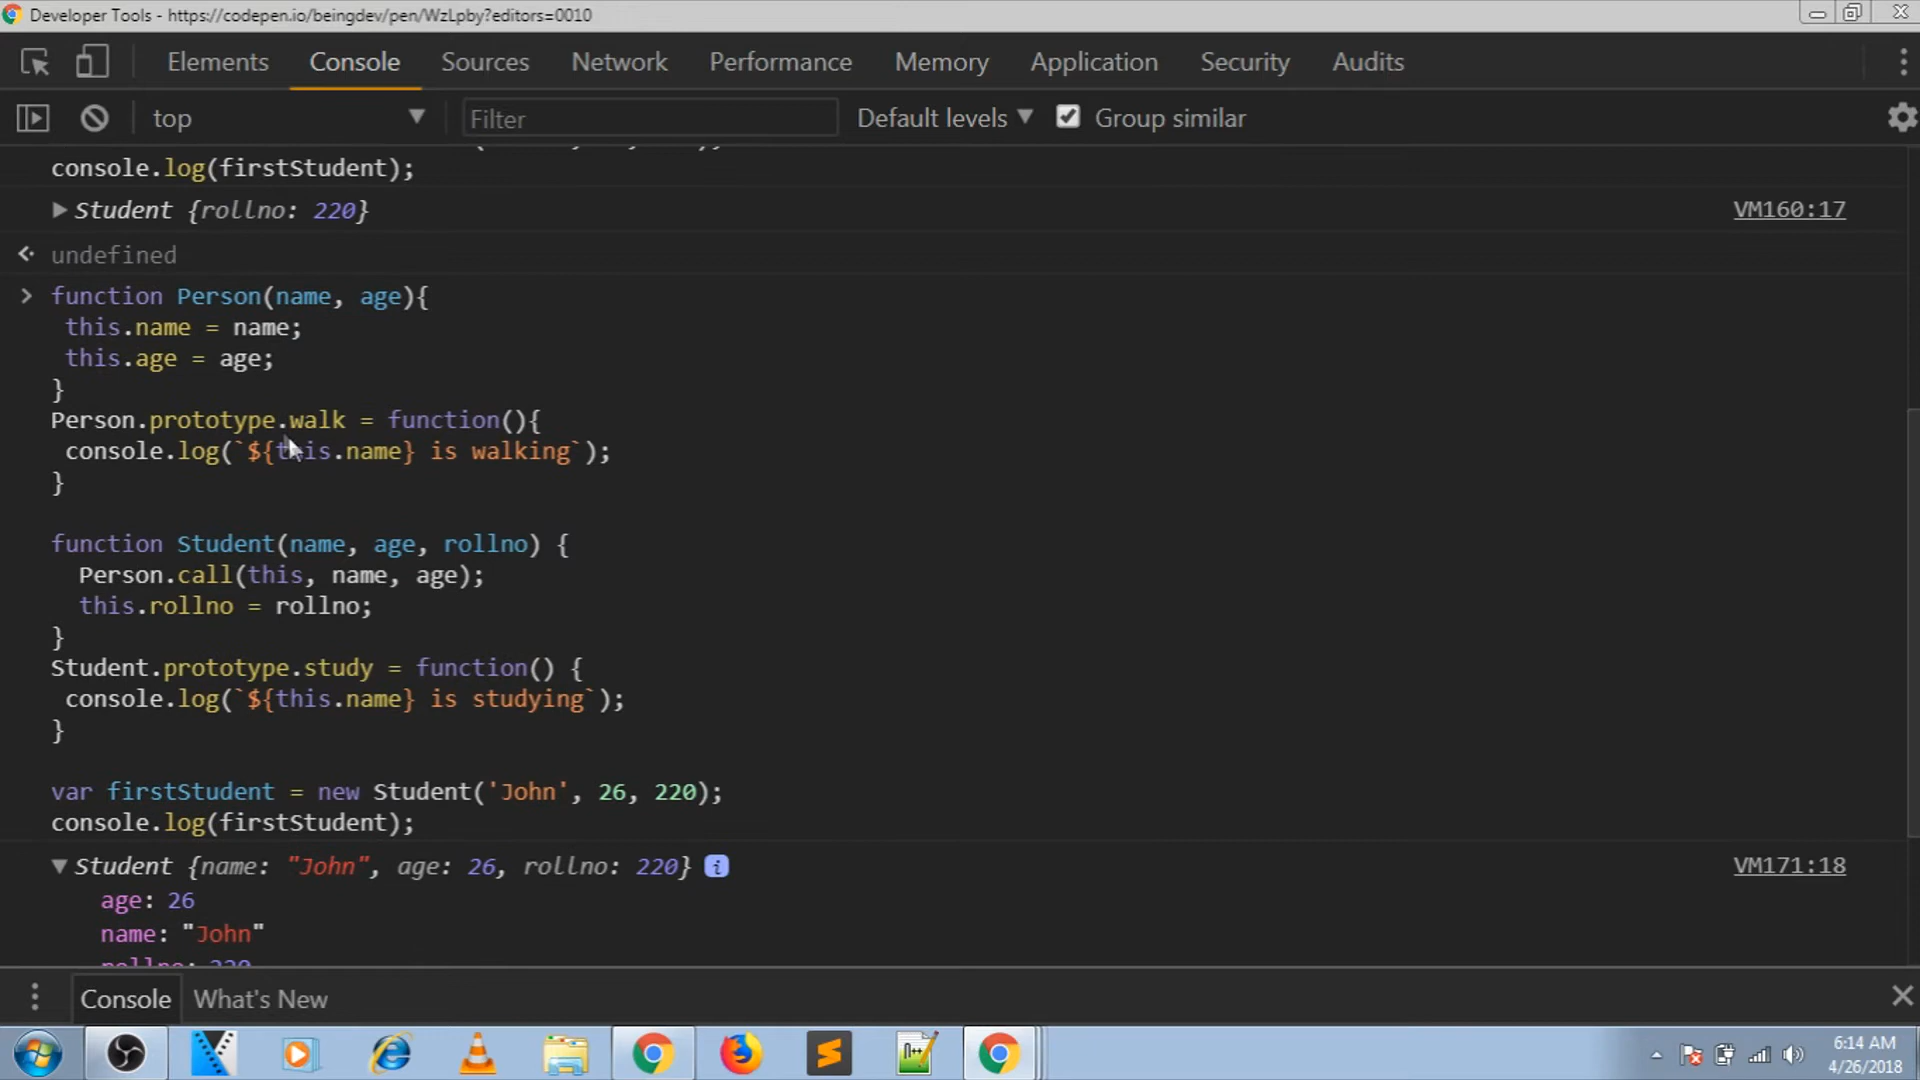 Developer Tools - https://codepen.io/beingdev/pen/WzLpby?editors=0010
Elements Console Sources Network Performance Memory Application Security Audits
top Filter Default levels Group similar
console.log(firstStudent);
Student {rollno: 220} VM160:17
undefined
function Person(name, age){
this.name = name;
this.age = age;
}
Person.prototype.walk = function(){
console.log(`${this.name} is walking`);
}
function Student(name, age, rollno) {
Person.call(this, name, age);
this.rollno = rollno;
}
Student.prototype.study = function() {
console.log(`${this.name} is studying`);
}
var firstStudent = new Student('John', 26, 220);
console.log(firstStudent);
Student {name: "John", age: 26, rollno: 220} i VM171:18
age: 26
name: "John"
rollno: 220
Console What's New
6:14 AM
4/26/2018